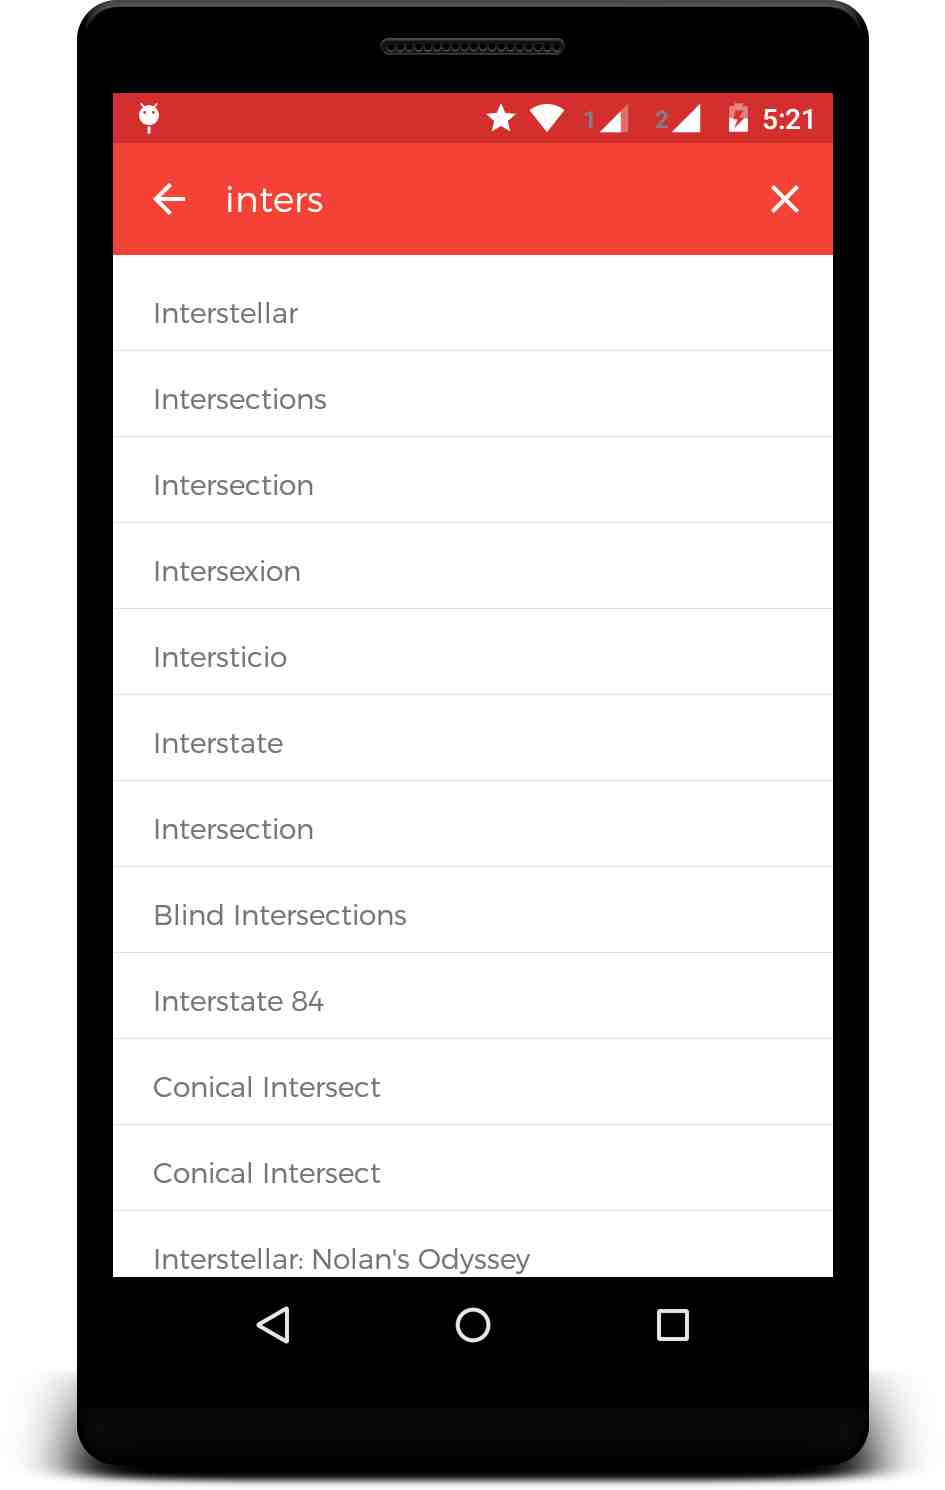 1 2 5:21
inters
Interstellar
Intersections
Intersection
Intersexion
Intersticio
Interstate
Intersection
Blind Intersections
Interstate 84
Conical Intersect
Conical Intersect
Interstellar: Nolan's Odyssey